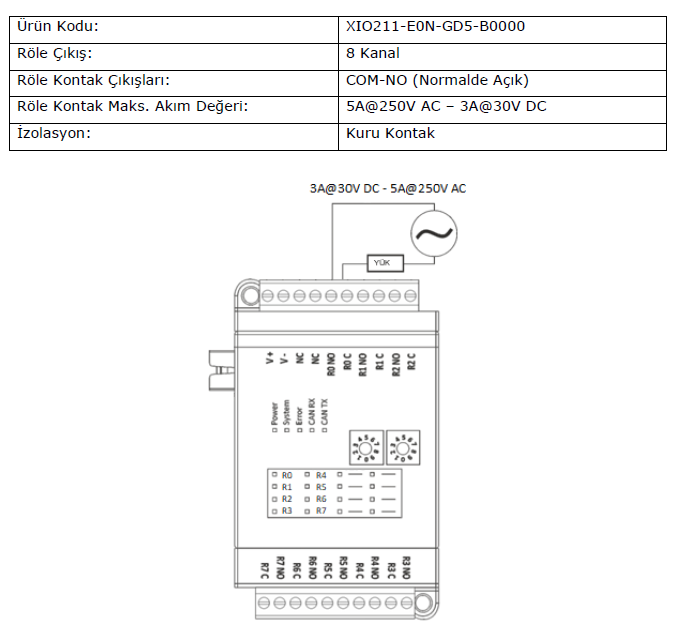 Ürün Kodu: XIO211-E0N-GD5-B0000
Röle Çıkış: 8 Kanal
Röle Kontak Çıkışları: COM-NO (Normalde Açık)
Röle Kontak Maks. Akım Değeri: 5A@250V AC – 3A@30V DC
İzolasyon: Kuru Kontak
3A@30V DC - 5A@250V AC
YÜK
V+ V- NC NC R0 NO R0 C R1 NO R1 C R2 NO R2 C
Power System Error CAN RX CAN TX
R0 R4
R1 R5
R2 R6
R3 R7
R7 C R7 NO R6 C R6 NO R5 C R5 NO R4 C R4 NO R3 C R3 NO